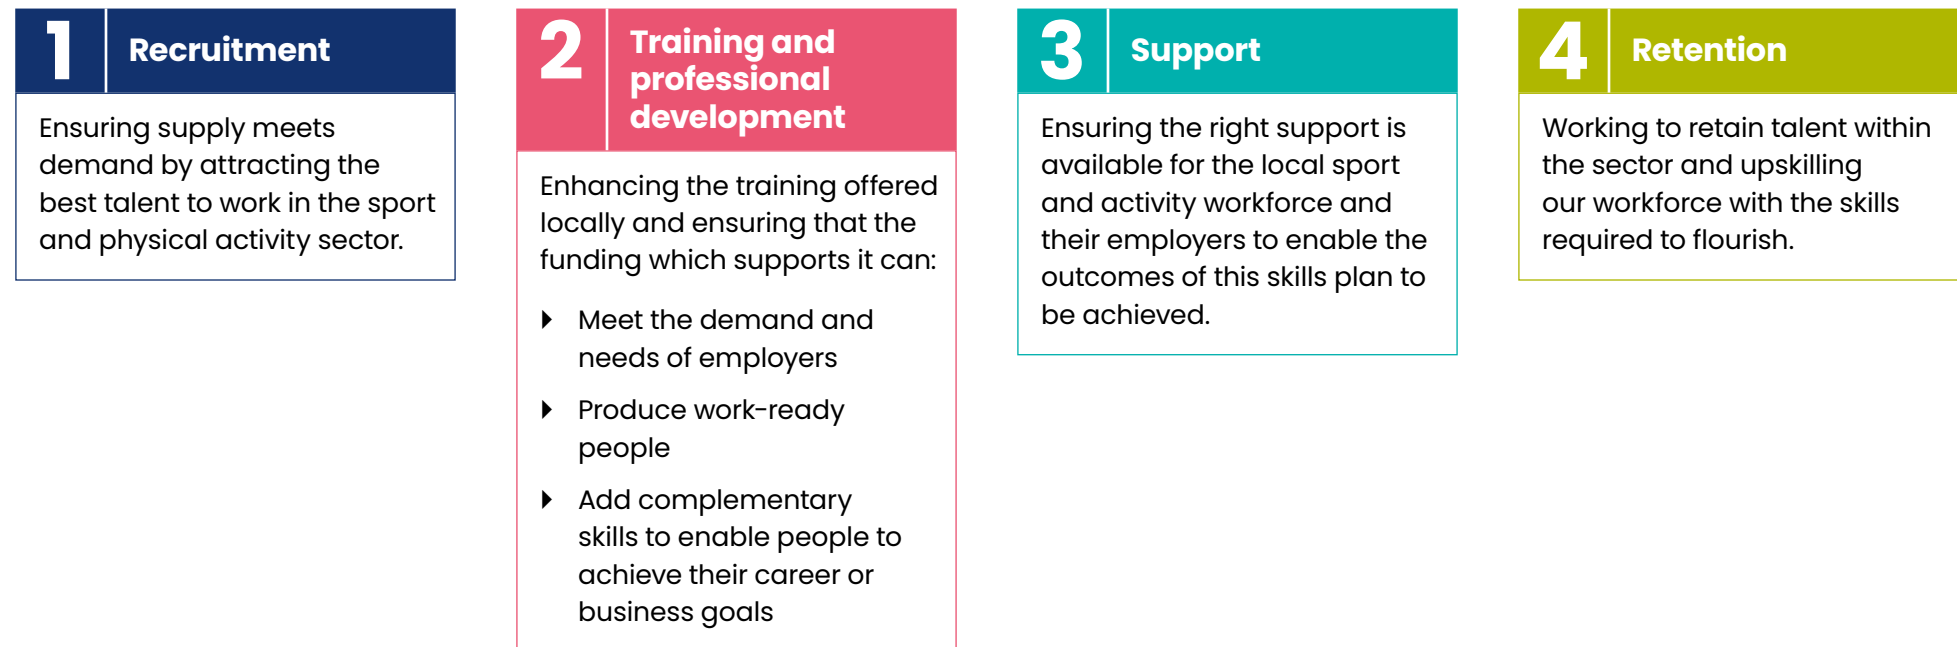 1
Recruitment
Ensuring supply meets
demand by attracting the
best talent to work in the sport
and physical activity sector.
2
Training and
professional
development
Enhancing the training offered
locally and ensuring that the
funding which supports it can:
Meet the demand and
needs of employers
Produce work-ready
people
Add complementary
skills to enable people to
achieve their career or
business goals
3
Support
Ensuring the right support is
available for the local sport
and activity workforce and
their employers to enable the
outcomes of this skills plan to
be achieved.
4
Retention
Working to retain talent within
the sector and upskilling
our workforce with the skills
required to flourish.